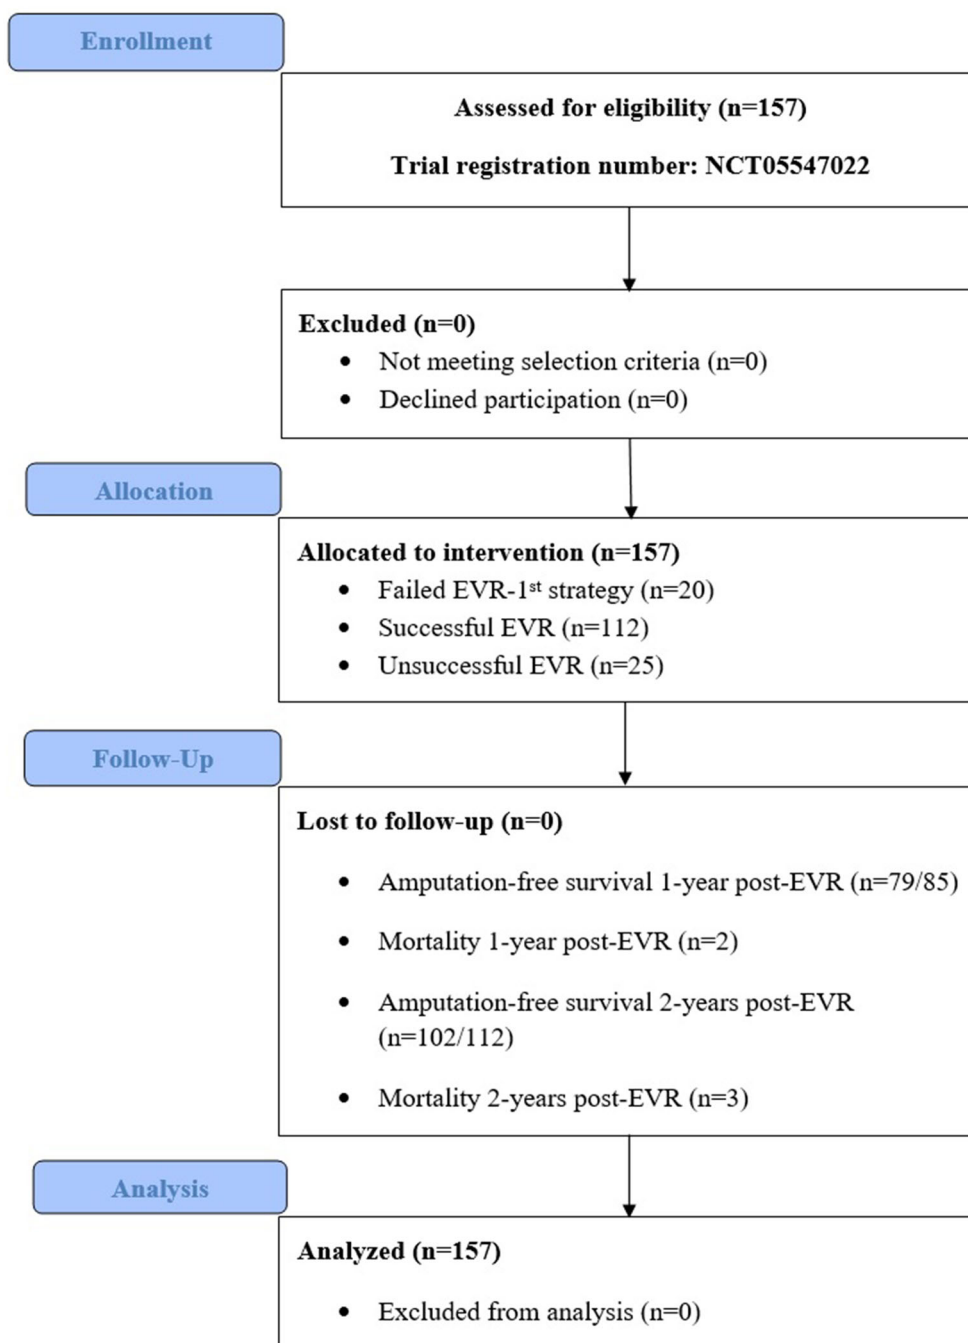 Enrollment
Assessed for eligibility (n=157)
Trial registration number: NCT05547022
Excluded (n=0)
• Not meeting selection criteria (n=0)
• Declined participation (n=0)
Allocation
Allocated to intervention (n=157)
• Failed EVR-1st strategy (n=20)
• Successful EVR (n=112)
• Unsuccessful EVR (n=25)
Follow-Up
Lost to follow-up (n=0)
• Amputation-free survival 1-year post-EVR (n=79/85)
• Mortality 1-year post-EVR (n=2)
• Amputation-free survival 2-years post-EVR
(n=102/112)
• Mortality 2-years post-EVR (n=3)
Analysis
Analyzed (n=157)
• Excluded from analysis (n=0)